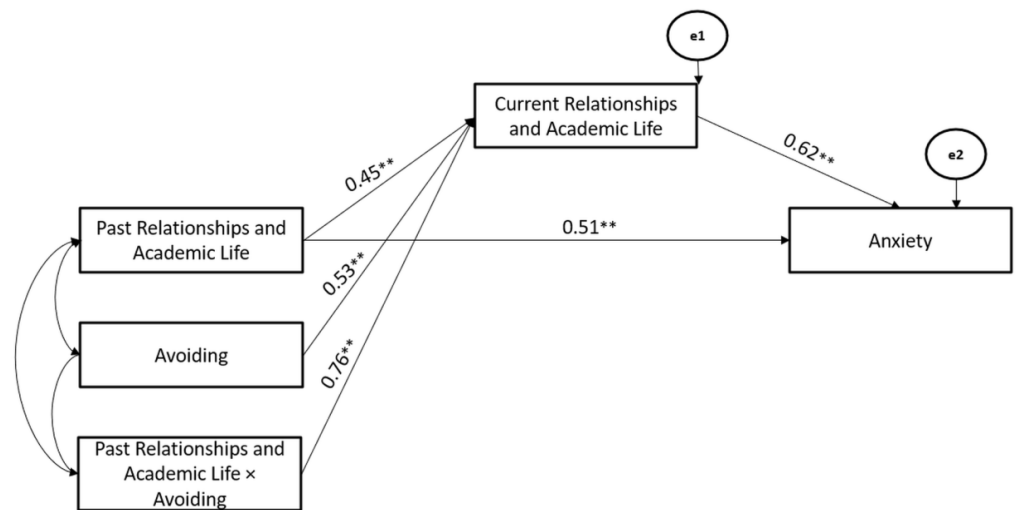 e1
Current Relationships
and Academic Life
0.45**
0.62**
e2
Past Relationships and
Academic Life
0.51**
Anxiety
0.53**
Avoiding
0.76**
Past Relationships and
Academic Life ×
Avoiding